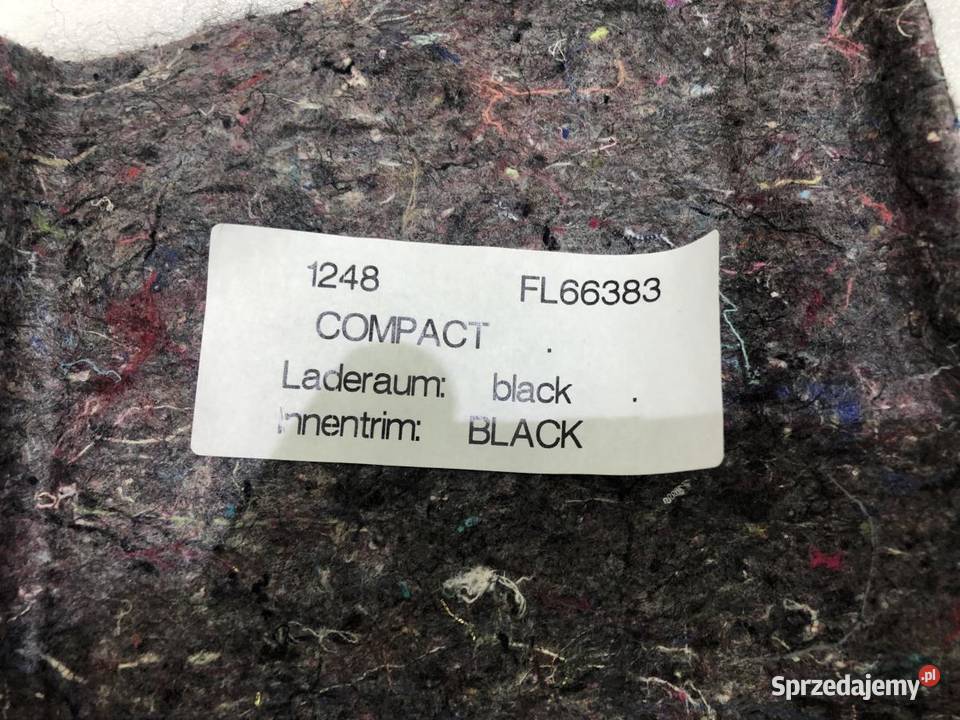 1248 FL66383
COMPACT .
Laderaum: black .
Innentrim: BLACK
Sprzedajemy.pl